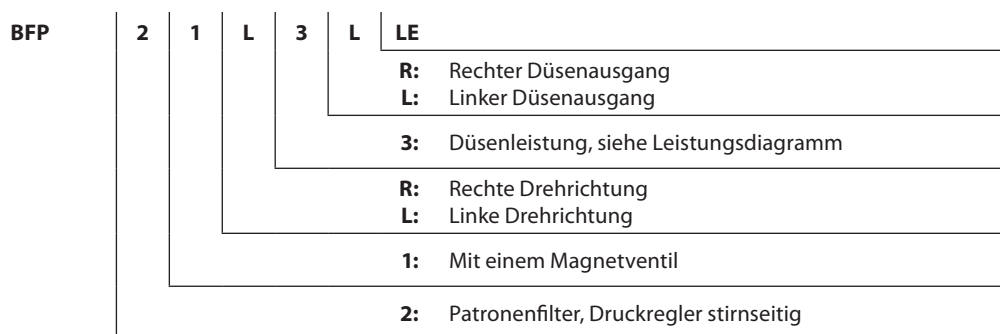 BFP 2 1 L 3 L LE
R: Rechter Düsenausgang
L: Linker Düsenausgang
3: Düsenleistung, siehe Leistungsdiagramm
R: Rechte Drehrichtung
L: Linke Drehrichtung
1: Mit einem Magnetventil
2: Patronenfilter, Druckregler stirnseitig